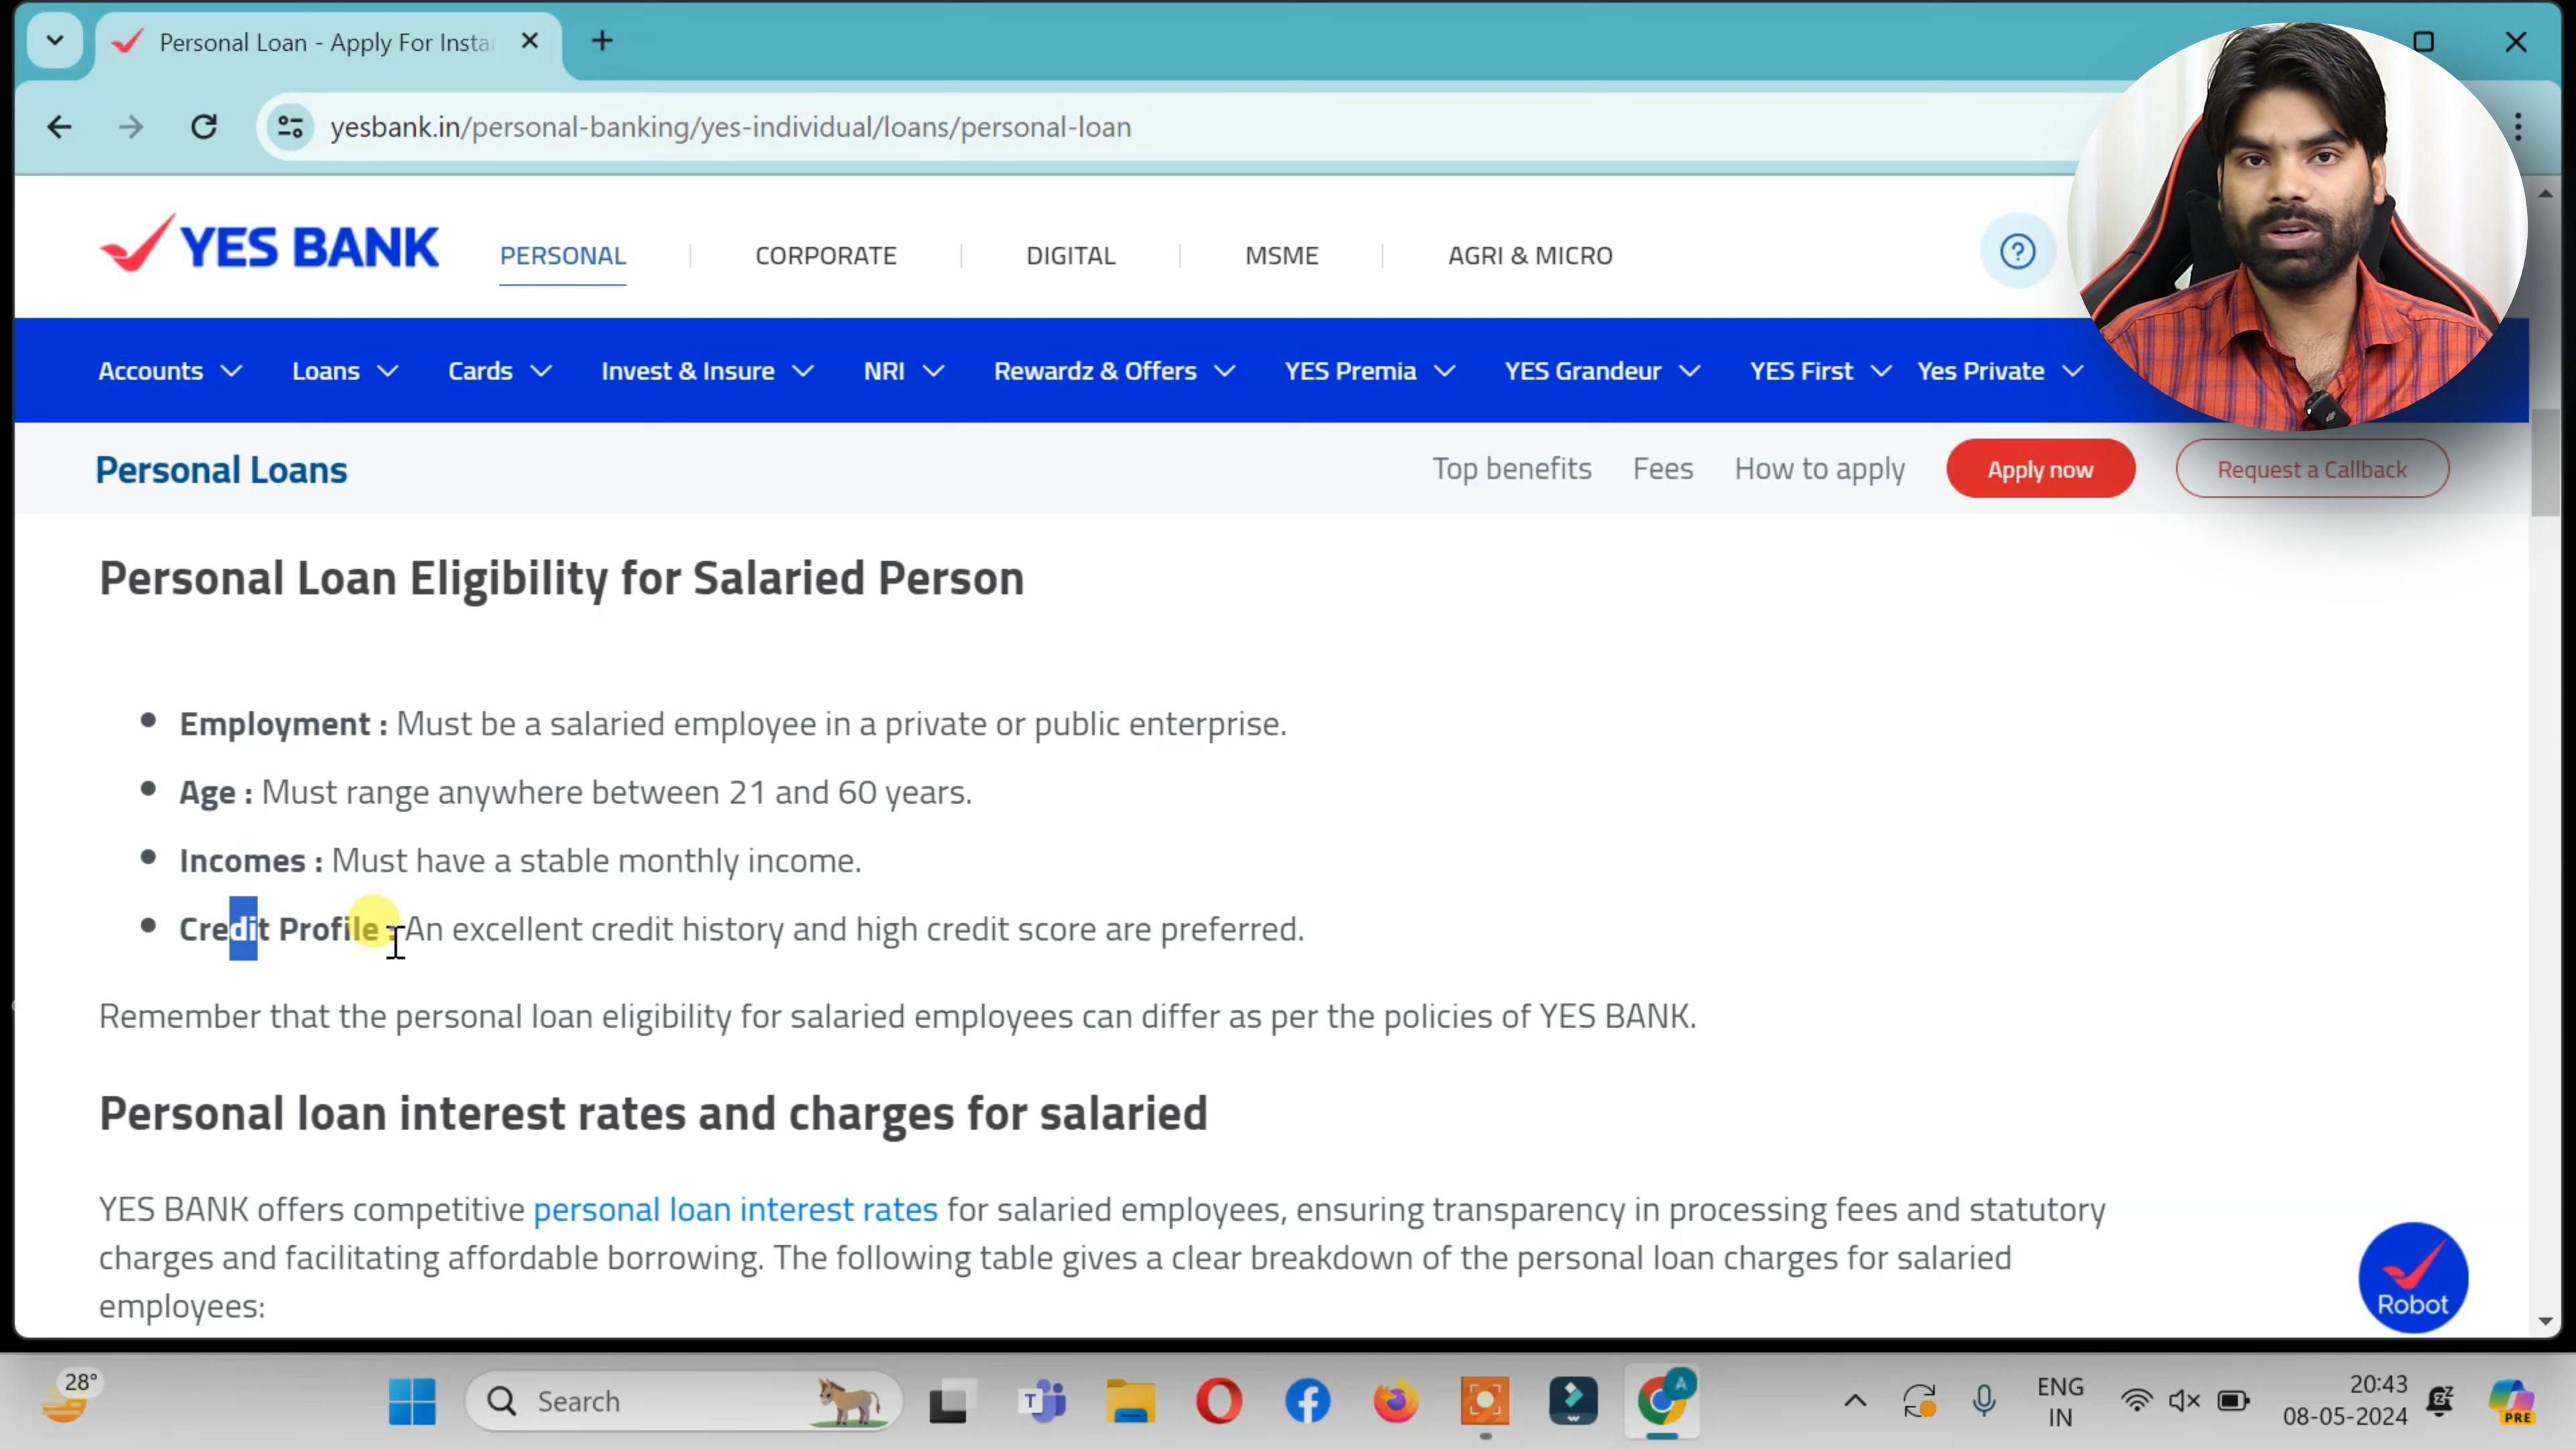 Personal Loan - Apply For Insta
yesbank.in/personal-banking/yes-individual/loans/personal-loan
YES BANK
PERSONAL
CORPORATE
DIGITAL
MSME
AGRI & MICRO
Accounts
Loans
Cards
Invest & Insure
NRI
Rewardz & Offers
YES Premia
YES Grandeur
YES First
Yes Private
Personal Loans
Top benefits
Fees
How to apply
Apply now
Request a Callback
Personal Loan Eligibility for Salaried Person
Employment : Must be a salaried employee in a private or public enterprise.
Age : Must range anywhere between 21 and 60 years.
Incomes : Must have a stable monthly income.
Credit Profile : An excellent credit history and high credit score are preferred.
Remember that the personal loan eligibility for salaried employees can differ as per the policies of YES BANK.
Personal loan interest rates and charges for salaried
YES BANK offers competitive personal loan interest rates for salaried employees, ensuring transparency in processing fees and statutory
charges and facilitating affordable borrowing. The following table gives a clear breakdown of the personal loan charges for salaried
employees:
Robot
28°
Search
T
A
ENG
IN
20:43
08-05-2024
PRE